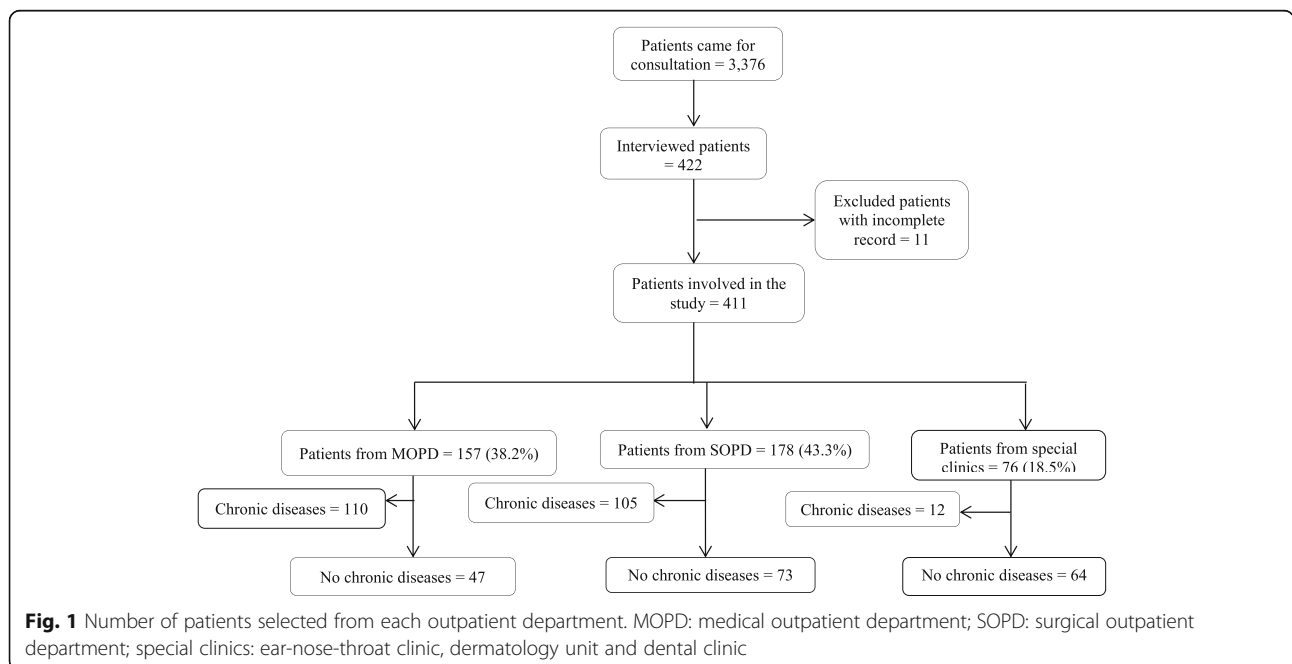 Patients came for
consultation = 3,376
Interviewed patients
= 422
Excluded patients
with incomplete
record = 11
Patients involved in the
study = 411
Patients from MOPD = 157 (38.2%)
Patients from SOPD = 178 (43.3%)
Patients from special
clinics = 76 (18.5%)
Chronic diseases = 110
Chronic diseases = 105
Chronic diseases = 12
No chronic diseases = 47
No chronic diseases = 73
No chronic diseases = 64
Fig. 1 Number of patients selected from each outpatient department. MOPD: medical outpatient department; SOPD: surgical outpatient
department; special clinics: ear-nose-throat clinic, dermatology unit and dental clinic